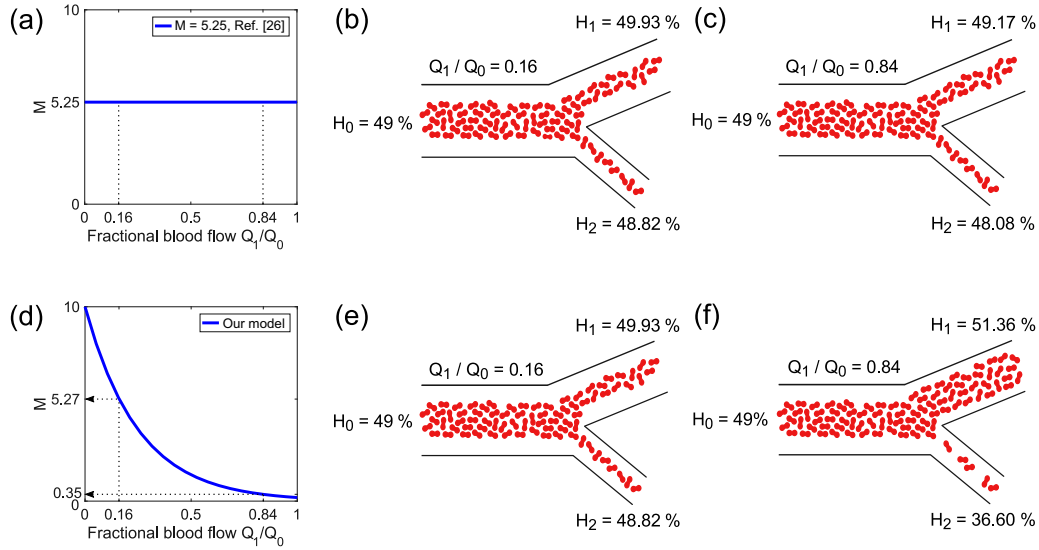 (a)
10
M = 5.25, Ref. [26]
5.25
M
0
0 0.16 0.5 0.84 1
Fractional blood flow Q1/Q0
(b)
H1 = 49.93 %
Q1 / Q0 = 0.16
H0 = 49 %
H2 = 48.82 %
(c)
H1 = 49.17 %
Q1 / Q0 = 0.84
H0 = 49 %
H2 = 48.08 %
(d)
10
Our model
5.27
M
0.35
0
0 0.16 0.5 0.84 1
Fractional blood flow Q1/Q0
(e)
H1 = 49.93 %
Q1 / Q0 = 0.16
H0 = 49 %
H2 = 48.82 %
(f)
H1 = 51.36 %
Q1 / Q0 = 0.84
H0 = 49%
H2 = 36.60 %